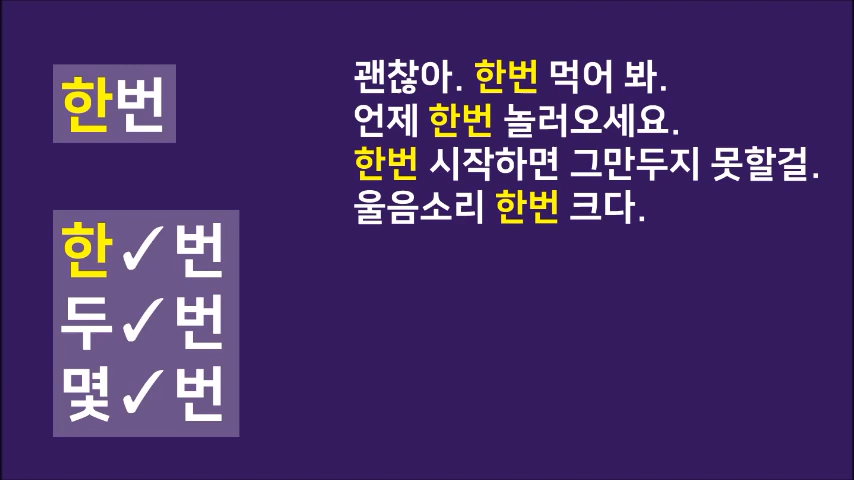 한번
괜찮아. 한번 먹어 봐.
언제 한번 놀러오세요.
한번 시작하면 그만두지 못할걸.
울음소리 한번 크다.
한✓번
두✓번
몇✓번